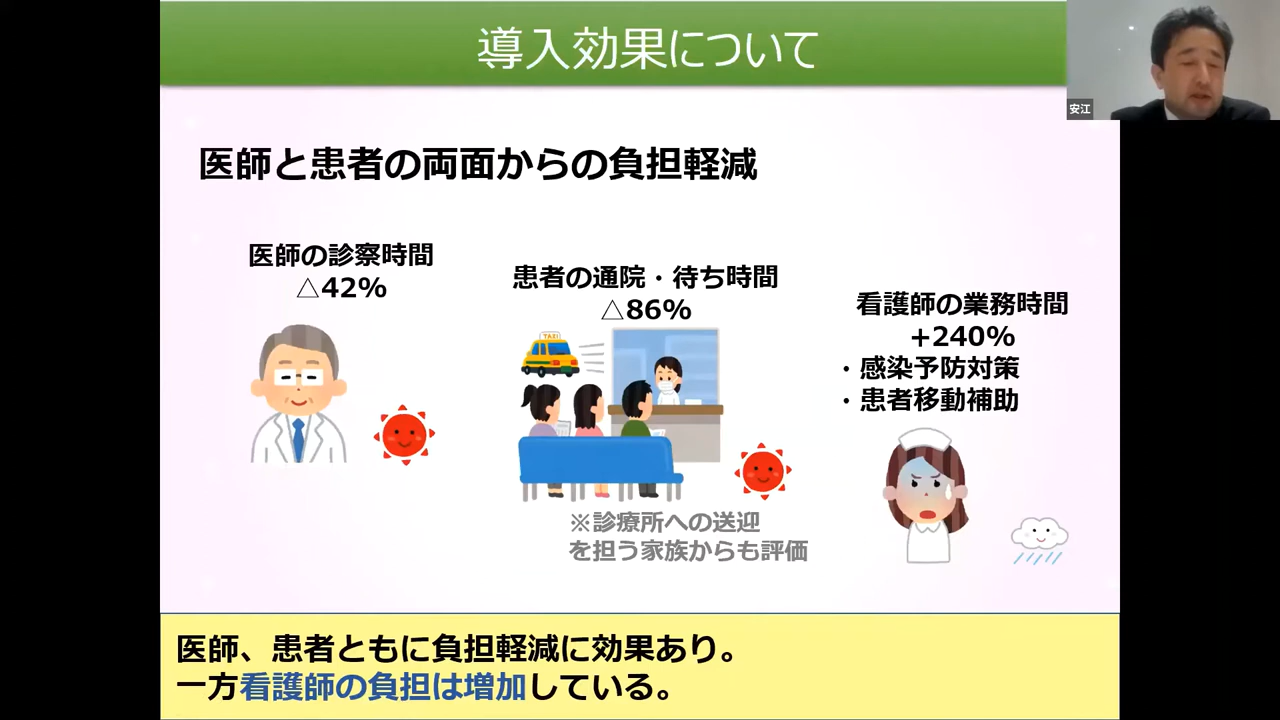 導入効果について
安江
医師と患者の両面からの負担軽減
医師の診察時間
△42%
患者の通院・待ち時間
△86%
看護師の業務時間
+240%
・感染予防対策
・患者移動補助
TAXI
※診療所への送迎
を担う家族からも評価
医師、患者ともに負担軽減に効果あり。
一方看護師の負担は増加している。